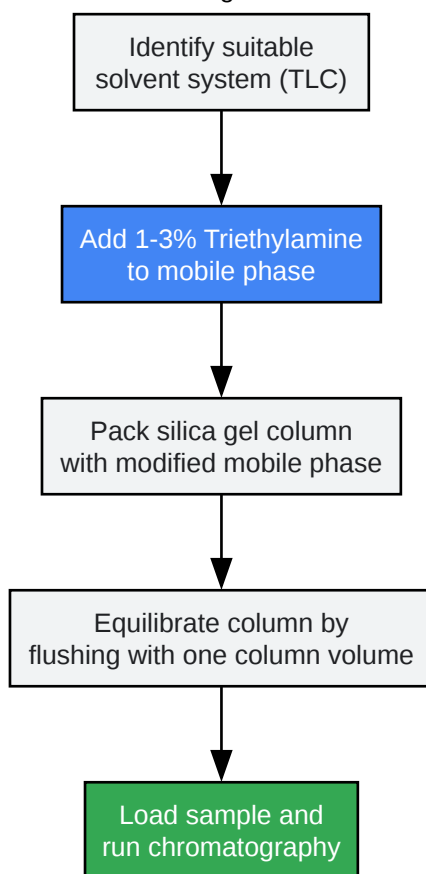 Identify suitable
solvent system (TLC)
Add 1-3% Triethylamine
to mobile phase
Pack silica gel column
with modified mobile phase
Equilibrate column by
flushing with one column volume
Load sample and
run chromatography